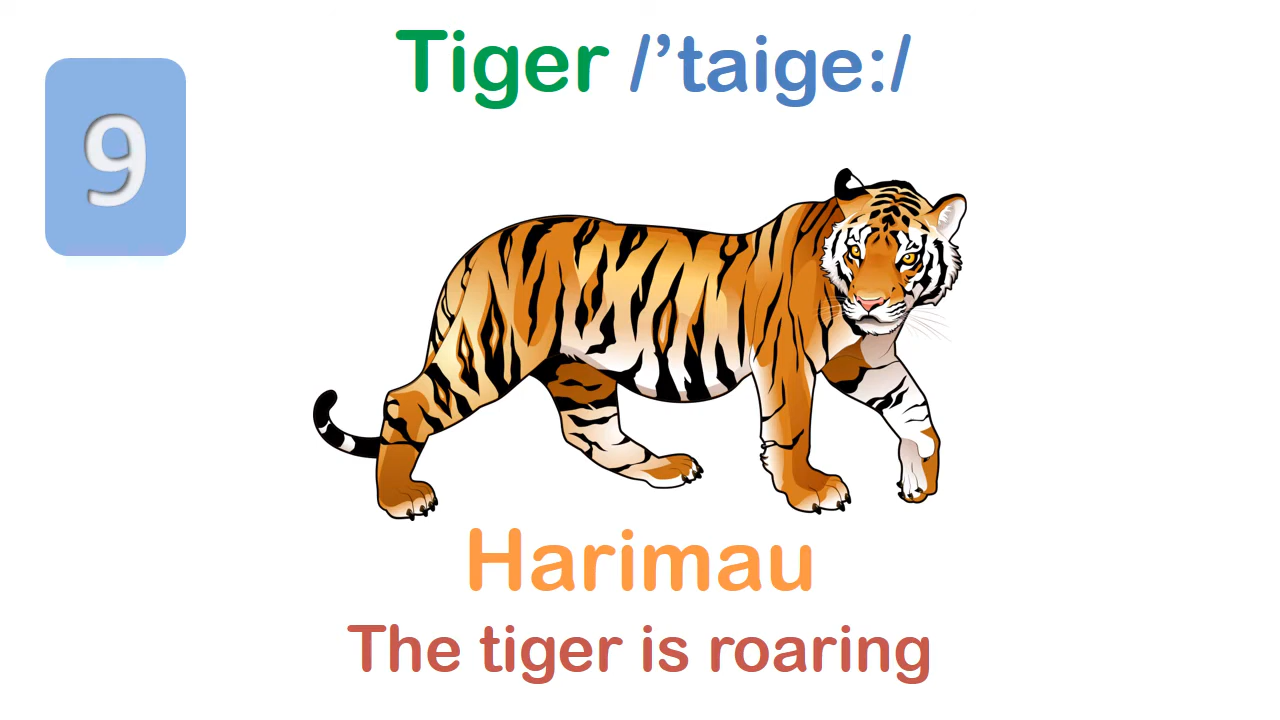 Tiger /’taige:/
9
Harimau
The tiger is roaring